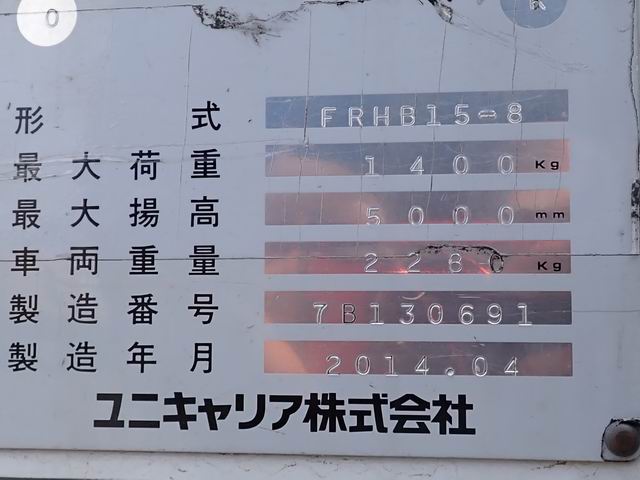 O K
形式 FRHB15-8
最大荷重 1400 Kg
最大揚高 5000 mm
車両重量 2280 Kg
製造番号 7B130691
製造年月 2014.04
ユニキャリア株式会社